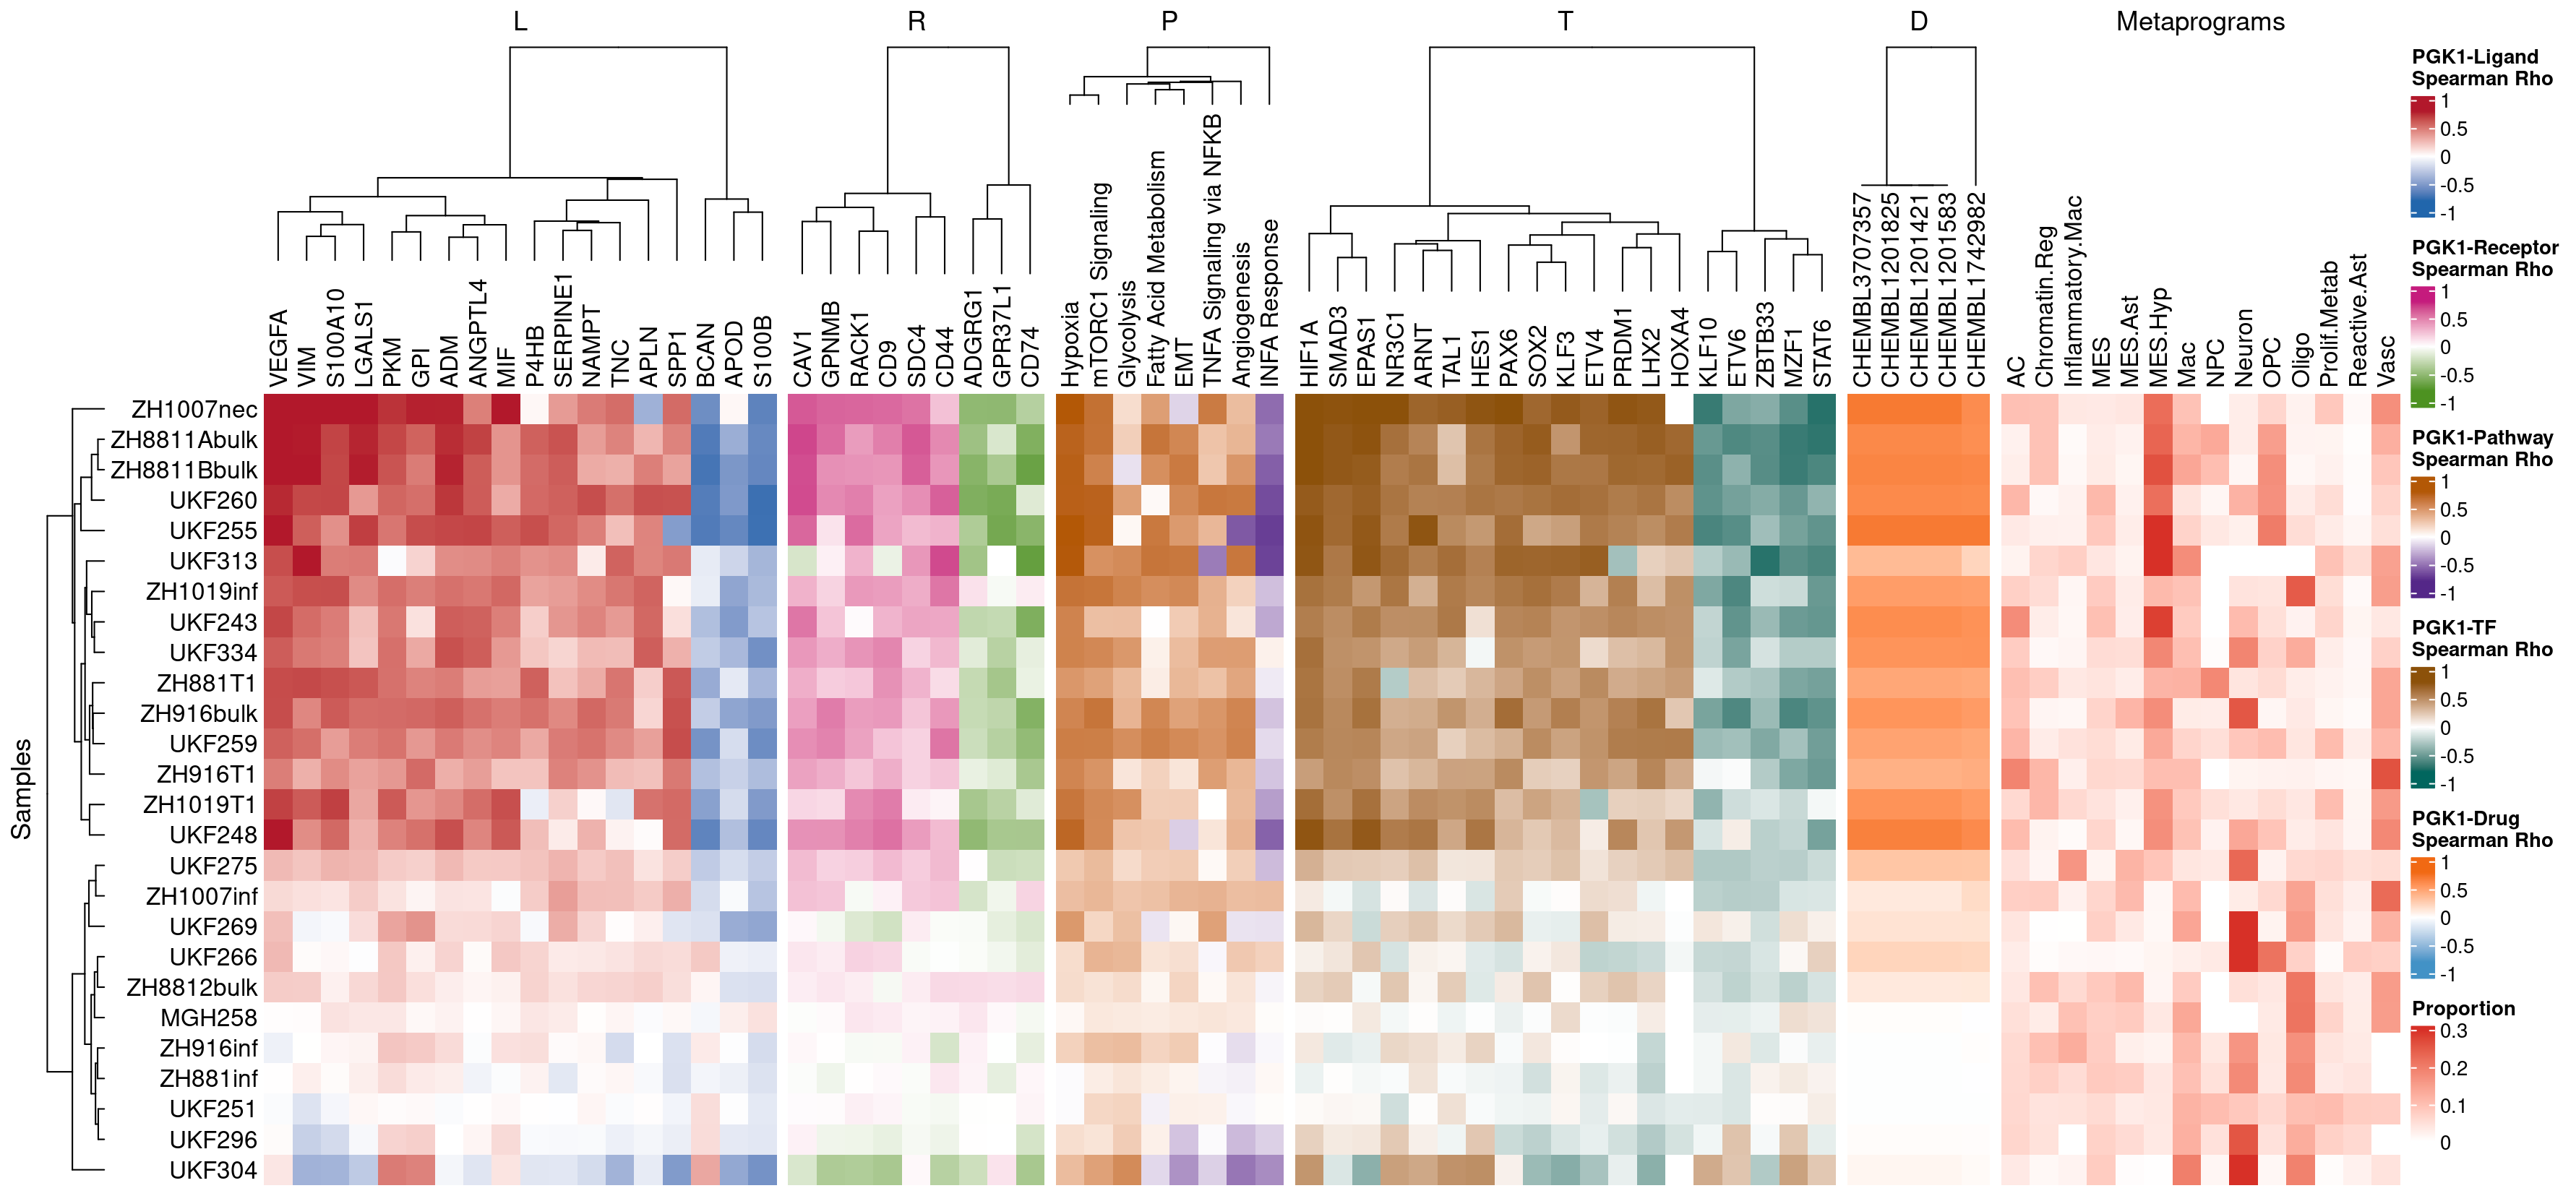 L
R
P
T
D
Metaprograms
VEGFA
VIM
S100A10
LGALS1
PKM
GPI
ADM
ANGPTL4
MIF
P4HB
SERPINE1
NAMPT
TNC
APLN
SPP1
BCAN
APOD
S100B
CAV1
GPNMB
RACK1
CD9
SDC4
CD44
ADGRG1
GPR37L1
CD74
Hypoxia
mTORC1 Signaling
Glycolysis
Fatty Acid Metabolism
EMT
TNFA Signaling via NFKB
Angiogenesis
INFA Response
HIF1A
SMAD3
EPAS1
NR3C1
ARNT
TAL1
HES1
PAX6
SOX2
KLF3
ETV4
PRDM1
LHX2
HOXA4
KLF10
ETV6
ZBTB33
MZF1
STAT6
CHEMBL3707357
CHEMBL1201825
CHEMBL1201421
CHEMBL1201583
CHEMBL1742982
AC
Chromatin.Reg
Inflammatory.Mac
MES
MES.Ast
MES.Hyp
Mac
NPC
Neuron
OPC
Oligo
Prolif.Metab
Reactive.Ast
Vasc
Samples
ZH1007nec
ZH8811Abulk
ZH8811Bbulk
UKF260
UKF255
UKF313
ZH1019inf
UKF243
UKF334
ZH881T1
ZH916bulk
UKF259
ZH916T1
ZH1019T1
UKF248
UKF275
ZH1007inf
UKF269
UKF266
ZH8812bulk
MGH258
ZH916inf
ZH881inf
UKF251
UKF296
UKF304
PGK1-Ligand
Spearman Rho
1
0.5
0
-0.5
-1
PGK1-Receptor
Spearman Rho
1
0.5
0
-0.5
-1
PGK1-Pathway
Spearman Rho
1
0.5
0
-0.5
-1
PGK1-TF
Spearman Rho
1
0.5
0
-0.5
-1
PGK1-Drug
Spearman Rho
1
0.5
0
-0.5
-1
Proportion
0.3
0.2
0.1
0